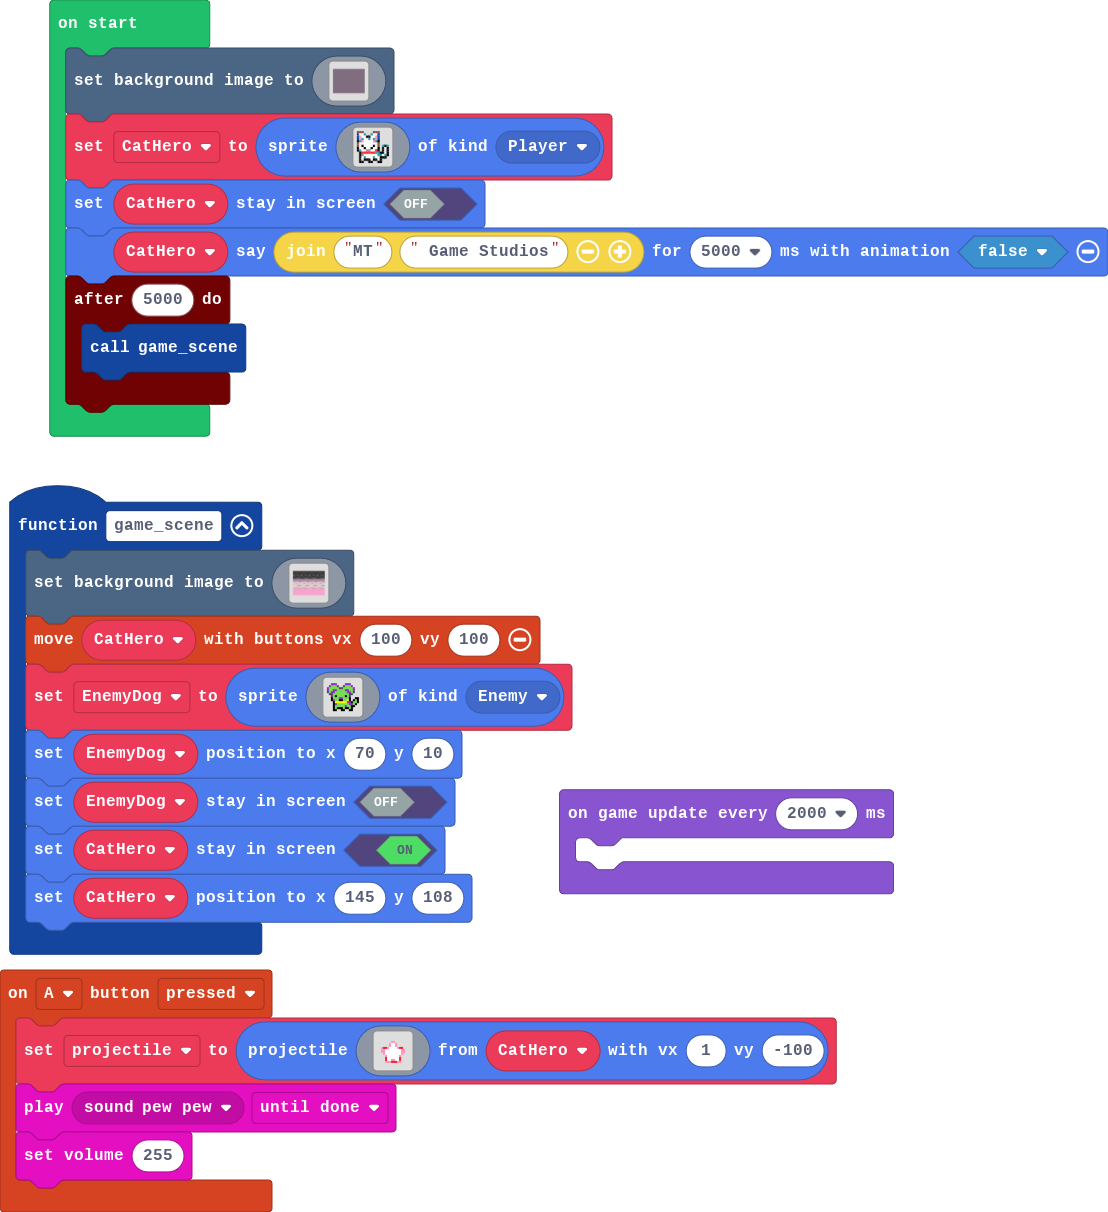 on start
set background image to
set CatHero to sprite of kind Player
set CatHero stay in screen OFF
CatHero say join "MT" " Game Studios" for 5000 ms with animation false
after 5000 do
call game_scene
function game_scene
set background image to
move CatHero with buttons vx 100 vy 100
set EnemyDog to sprite of kind Enemy
set EnemyDog position to x 70 y 10
set EnemyDog stay in screen OFF
on game update every 2000 ms
set CatHero stay in screen ON
set CatHero position to x 145 y 108
on A button pressed
set projectile to projectile from CatHero with vx 1 vy -100
play sound pew pew until done
set volume 255